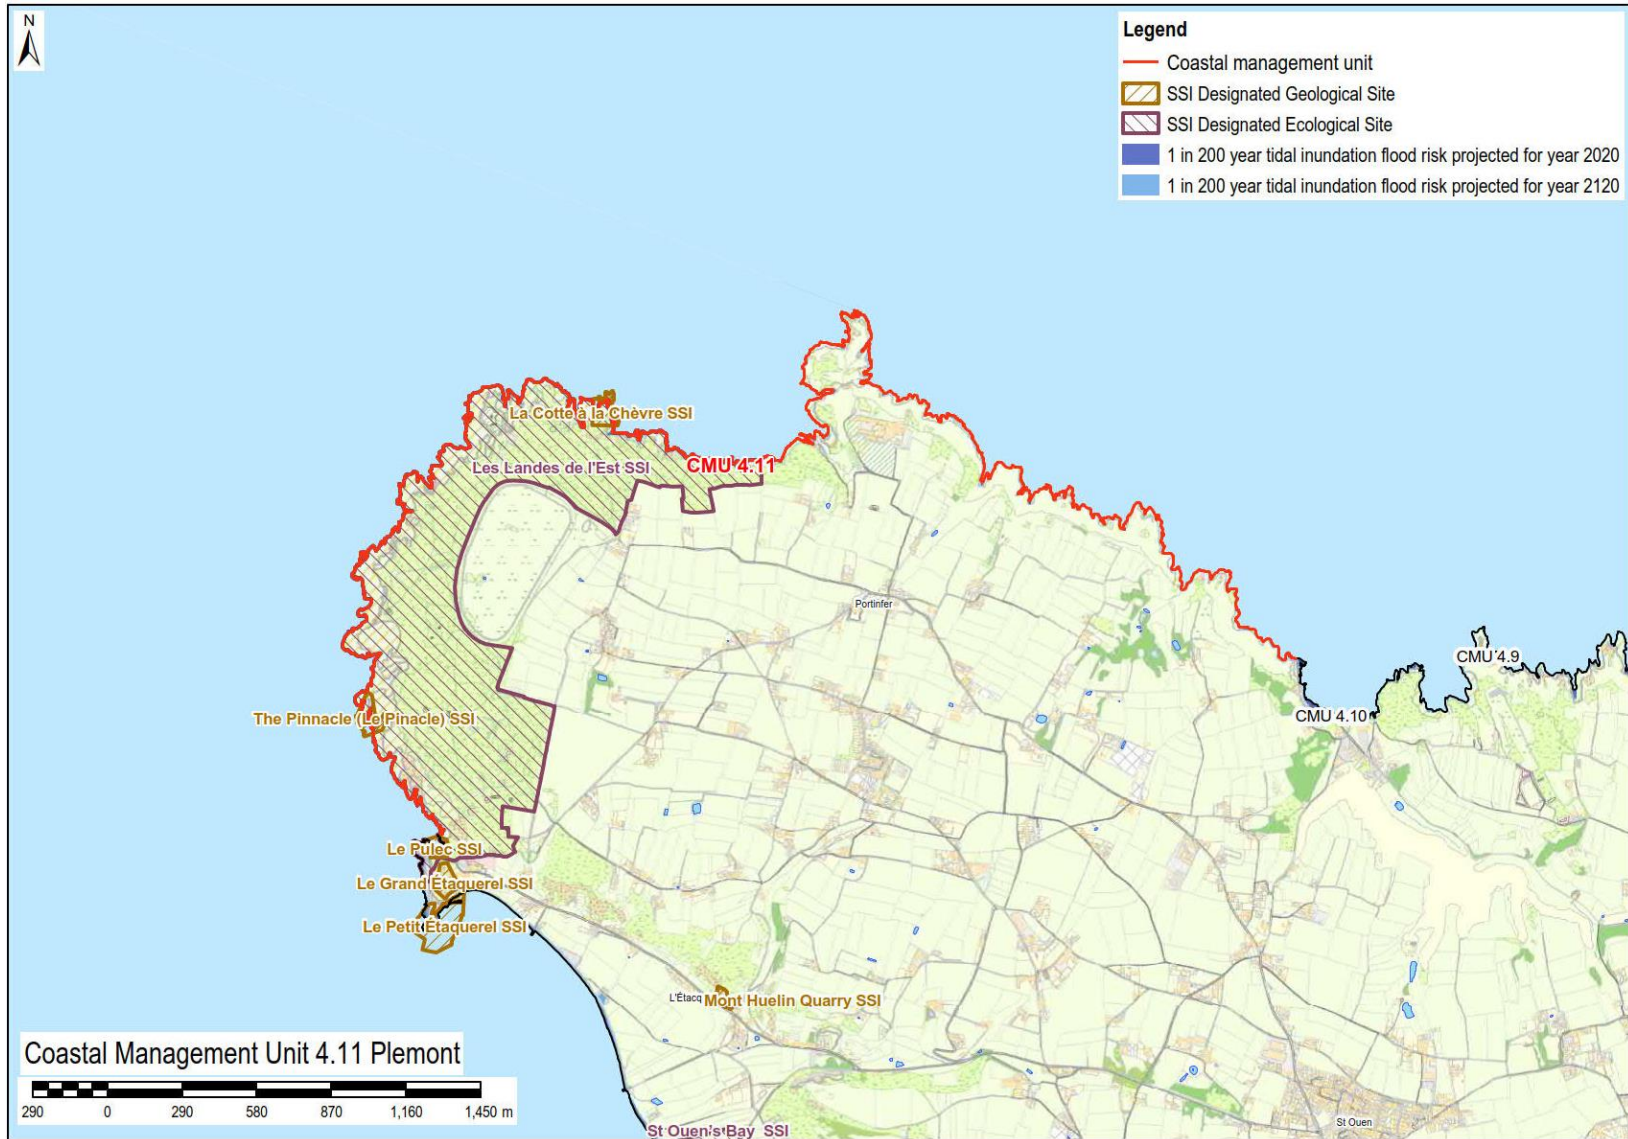 N
Legend
Coastal management unit
SSI Designated Geological Site
SSI Designated Ecological Site
1 in 200 year tidal inundation flood risk projected for year 2020
1 in 200 year tidal inundation flood risk projected for year 2120
La Cotte à la Chèvre SSI
Les Landes de l'Est SSI
CMU 4.11
Portinfer
CMU 4.9
The Pinnacle (Le Pinacle) SSI
CMU 4.10
Le Pulec SSI
Le Grand Étaquerel SSI
Le Petit Étaquerel SSI
L'Étacq
Mont Huelin Quarry SSI
Coastal Management Unit 4.11 Plemont
290 0 290 580 870 1,160 1,450 m
St Ouen
St Ouen's Bay SSI